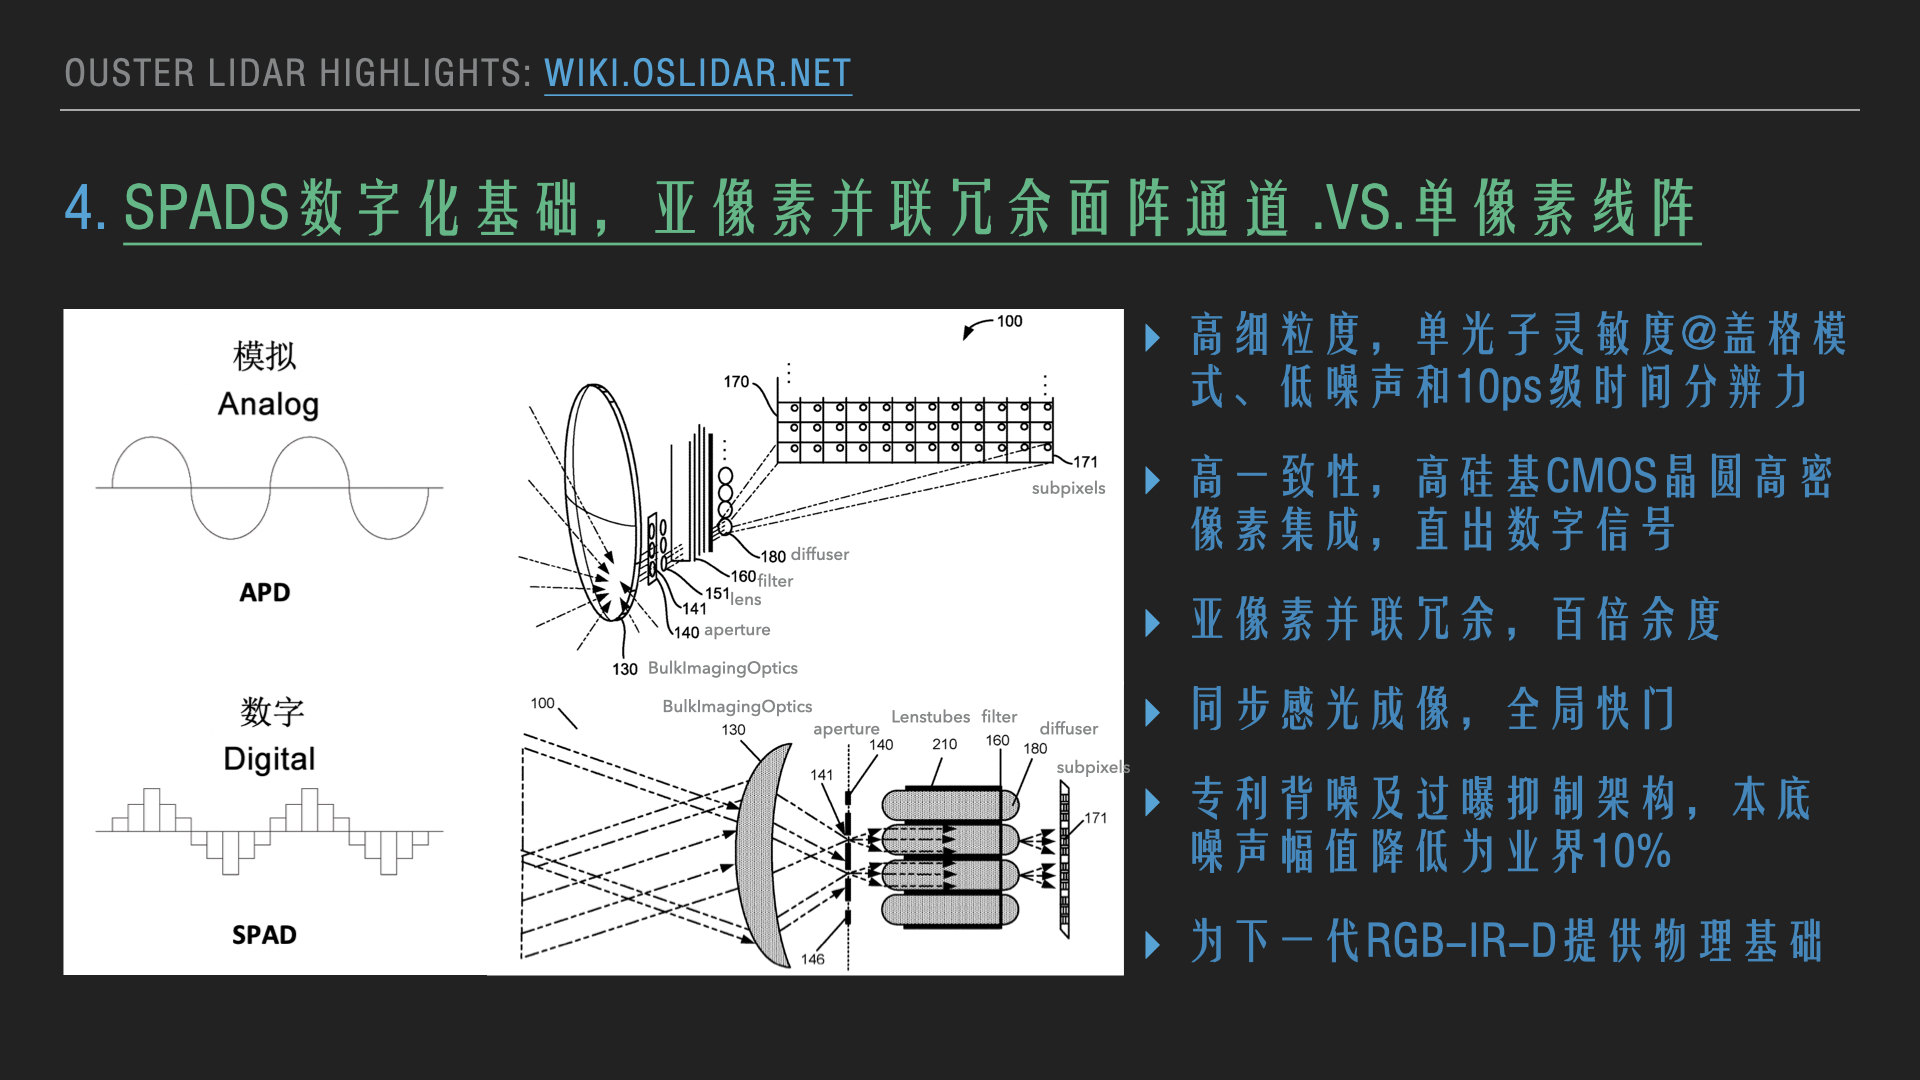 OUSTER LIDAR HIGHLIGHTS: WIKI.OSLIDAR.NET
4. SPADS数字化基础，亚像素并联冗余面阵通道.VS.单像素线阵
模拟
Analog
APD
数字
Digital
SPAD
100
170
171
subpixels
180 diffuser
160 filter
151 lens
141
140 aperture
130 BulkImagingOptics
100
BulkImagingOptics
130
aperture
140
141
146
Lenstubes
210
filter
160
diffuser
180
subpixels
171
高细粒度，单光子灵敏度@盖格模
式、低噪声和10ps级时间分辨力
高一致性，高硅基CMOS晶圆高密
像素集成，直出数字信号
亚像素并联冗余，百倍余度
同步感光成像，全局快门
专利背噪及过曝抑制架构，本底
噪声幅值降低为业界10%
为下一代RGB-IR-D提供物理基础